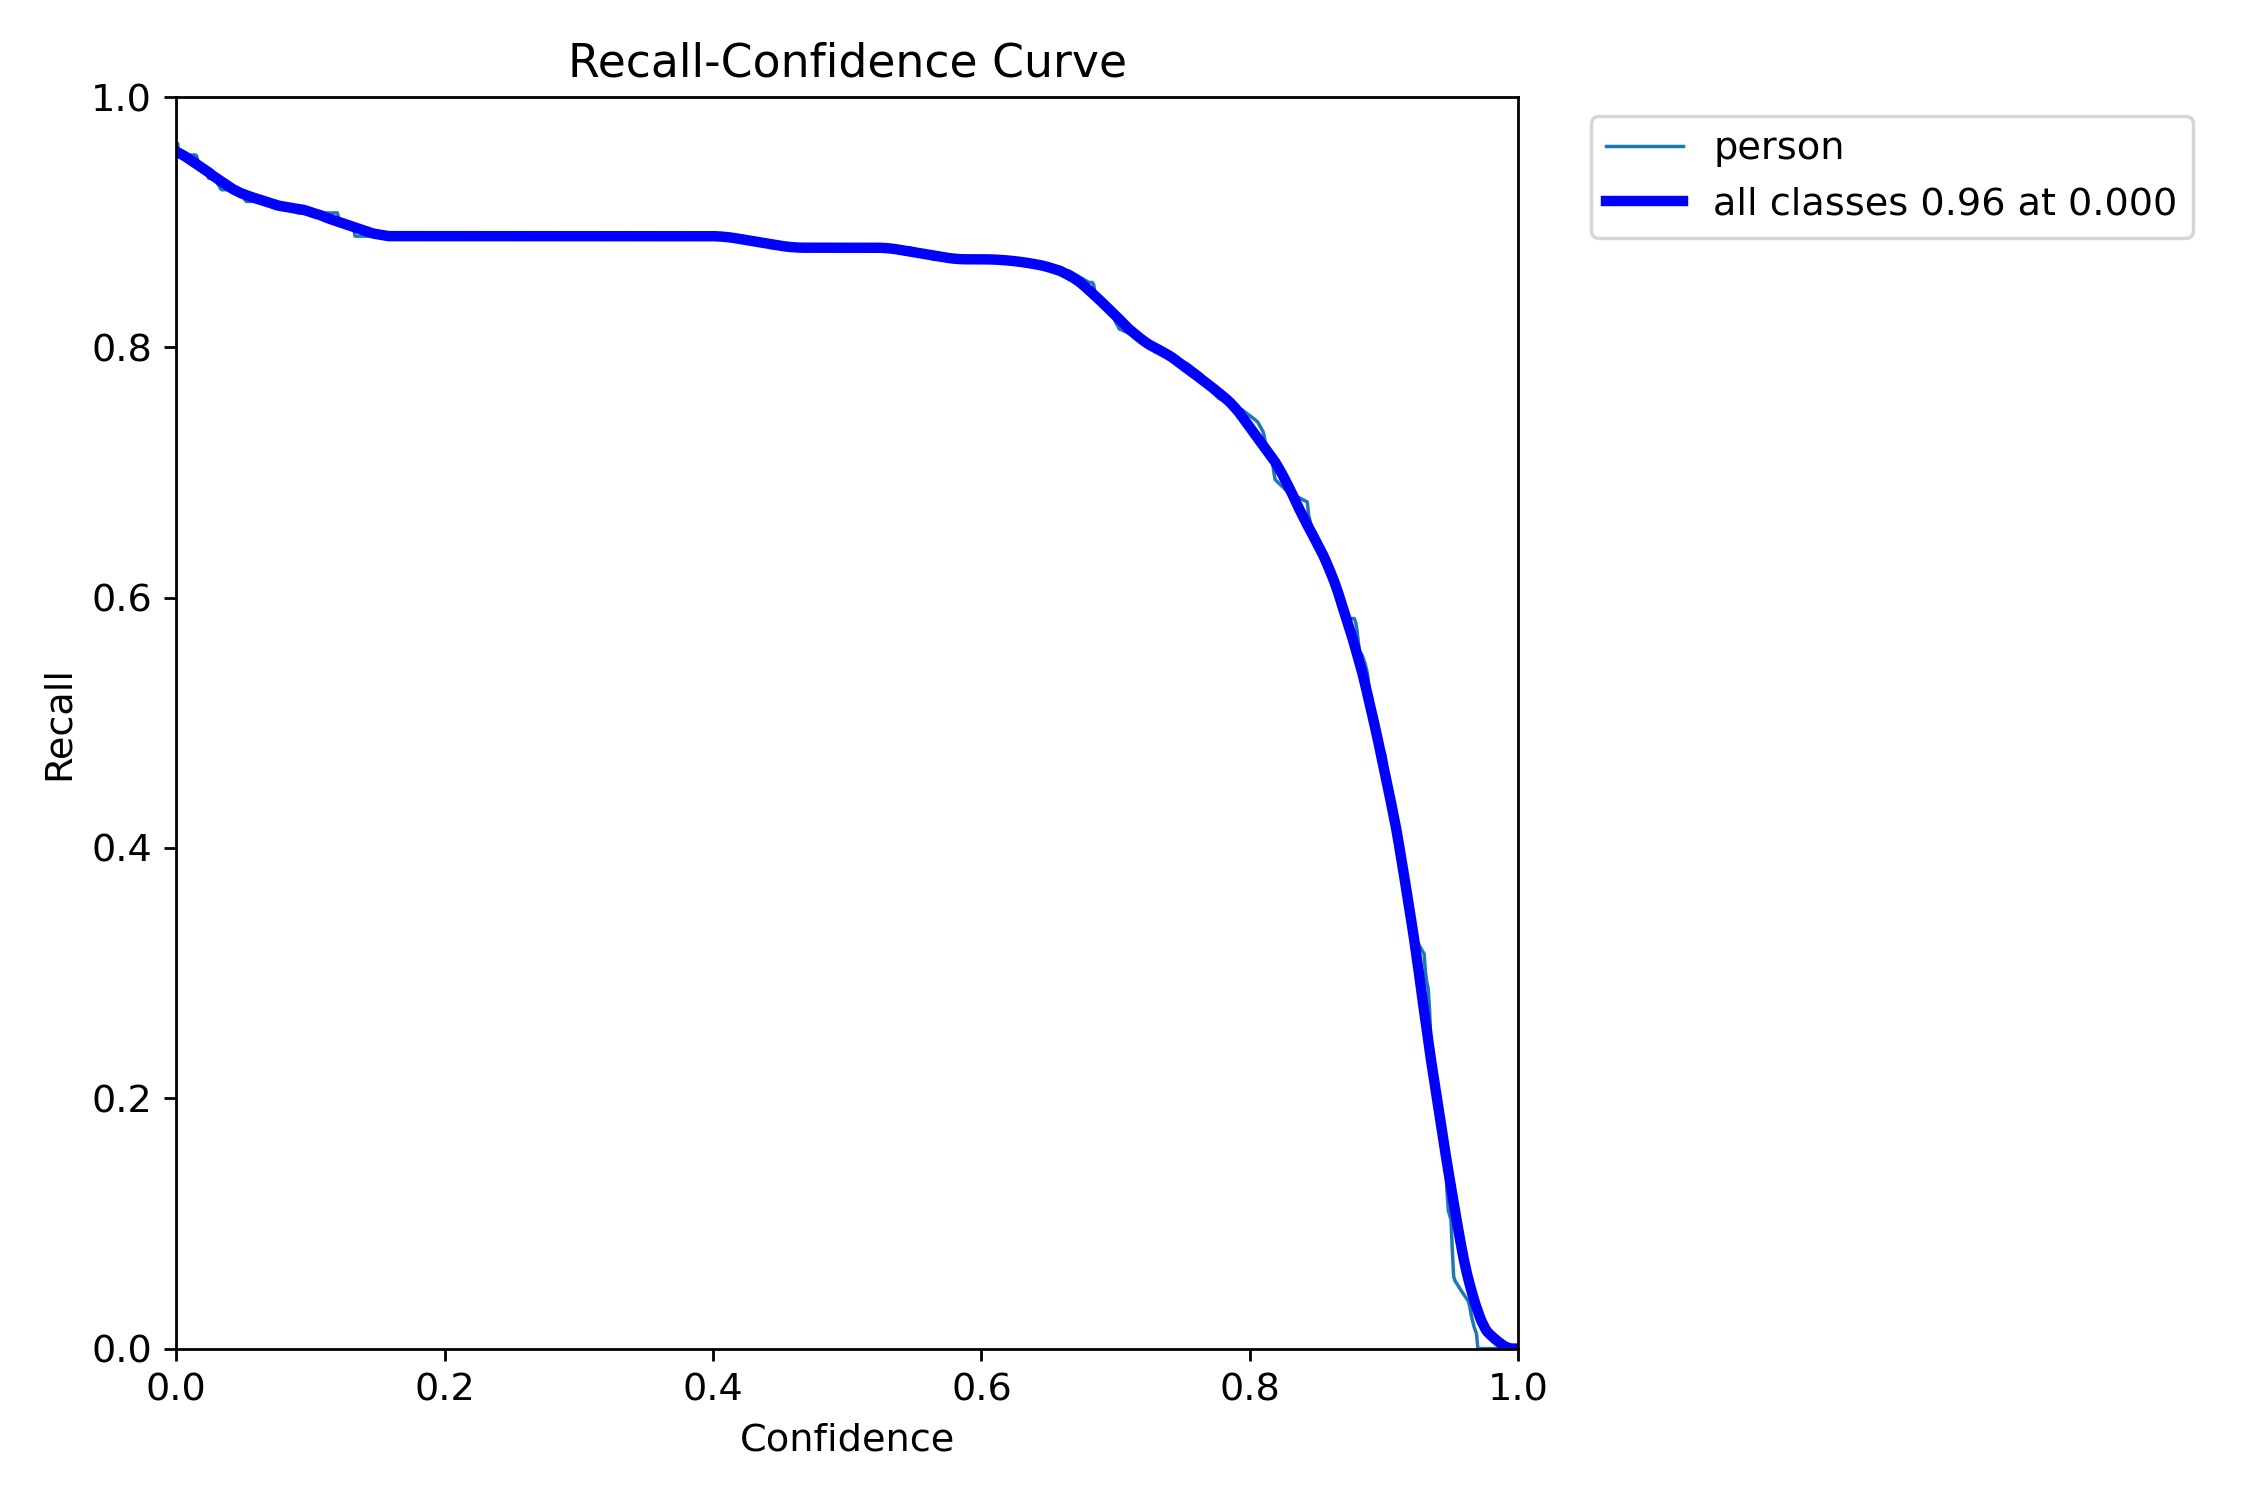 Recall-Confidence Curve
person
all classes 0.96 at 0.000
1.0
0.8
0.6
0.4
0.2
0.0
Recall
0.0 0.2 0.4 0.6 0.8 1.0
Confidence